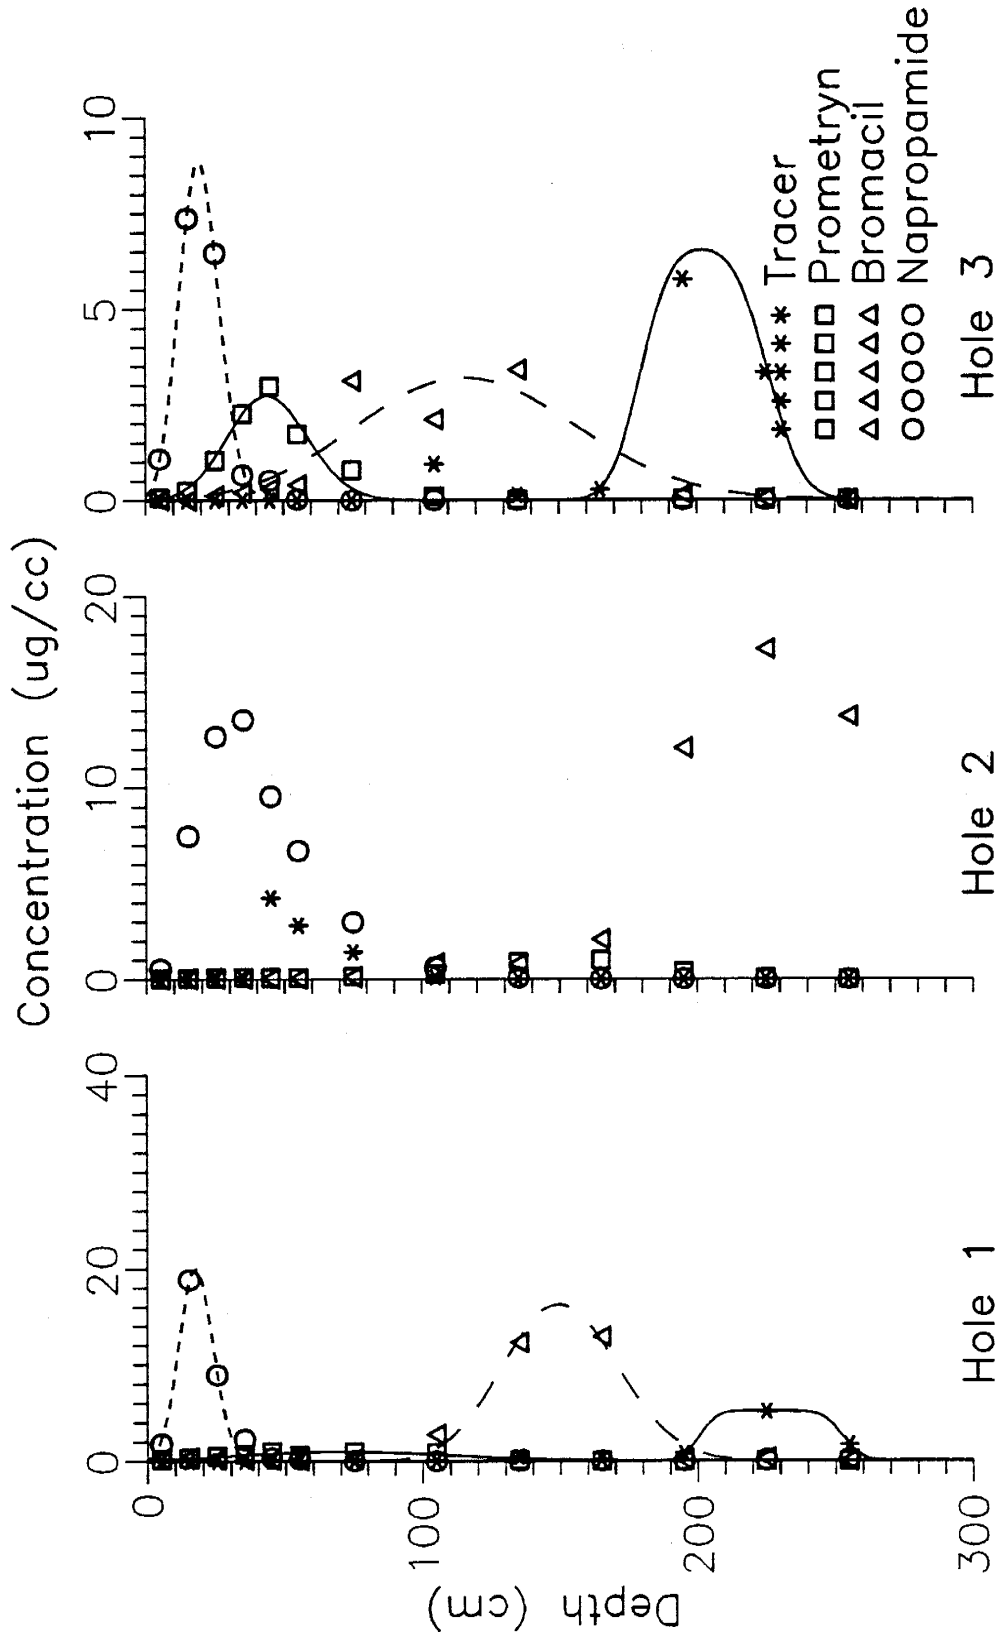 Concentration (ug/cc)
0 20 40
0 10 20
0 5 10
Depth (cm)
0
100
200
300
Tracer
Prometryn
Bromacil
Napropamide
Hole 1
Hole 2
Hole 3